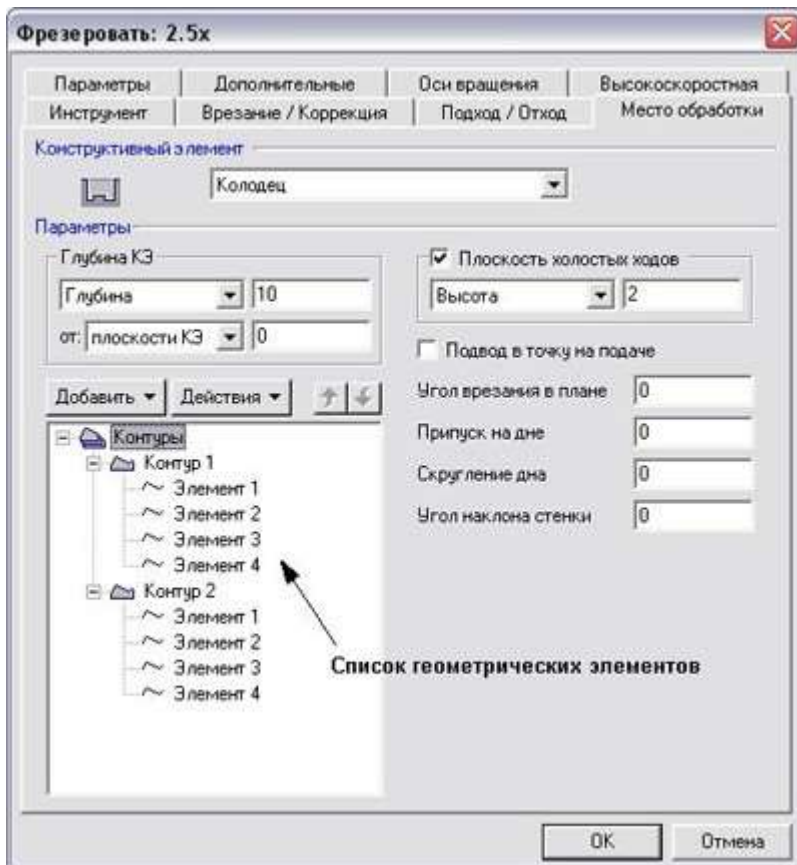 Фрезеровать: 2.5x
Параметры Дополнительные Оси вращения Высокоскоростная
Инструмент Врезание / Коррекция Подход / Отход Место обработки
Конструктивный элемент
Колодец
Параметры
Глубина КЭ
Глубина 10
от: плоскости КЭ 0
Плоскость холостых ходов
Высота 2
Подвод в точку на подаче
Угол врезания в плане 0
Припуск на дне 0
Скругление дна 0
Угол наклона стенки 0
Добавить Действия
Контуры
Контур 1
Элемент 1
Элемент 2
Элемент 3
Элемент 4
Контур 2
Элемент 1
Элемент 2
Элемент 3
Элемент 4
Список геометрических элементов
OK Отмена